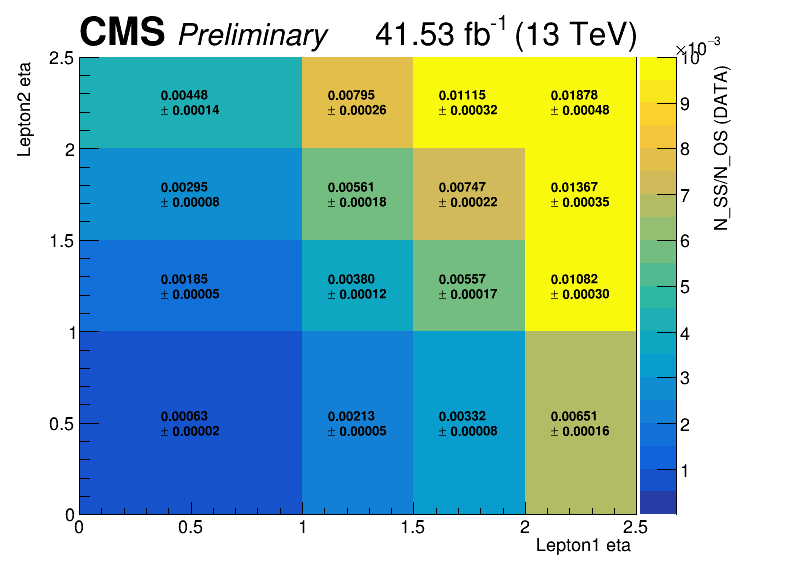 CMS Preliminary 41.53 fb⁻¹ (13 TeV)
×10⁻³
Lepton2 eta
2.5
2
1.5
1
0.5
0
0.00448 0.00795 0.01115 0.01878
± 0.00014 ± 0.00026 ± 0.00032 ± 0.00048
0.00295 0.00561 0.00747 0.01367
± 0.00008 ± 0.00018 ± 0.00022 ± 0.00035
0.00185 0.00380 0.00557 0.01082
± 0.00005 ± 0.00012 ± 0.00017 ± 0.00030
0.00063 0.00213 0.00332 0.00651
± 0.00002 ± 0.00005 ± 0.00008 ± 0.00016
0 0.5 1 1.5 2 2.5
Lepton1 eta
10
9
8
7
6
5
4
3
2
1
N_SS/N_OS (DATA)